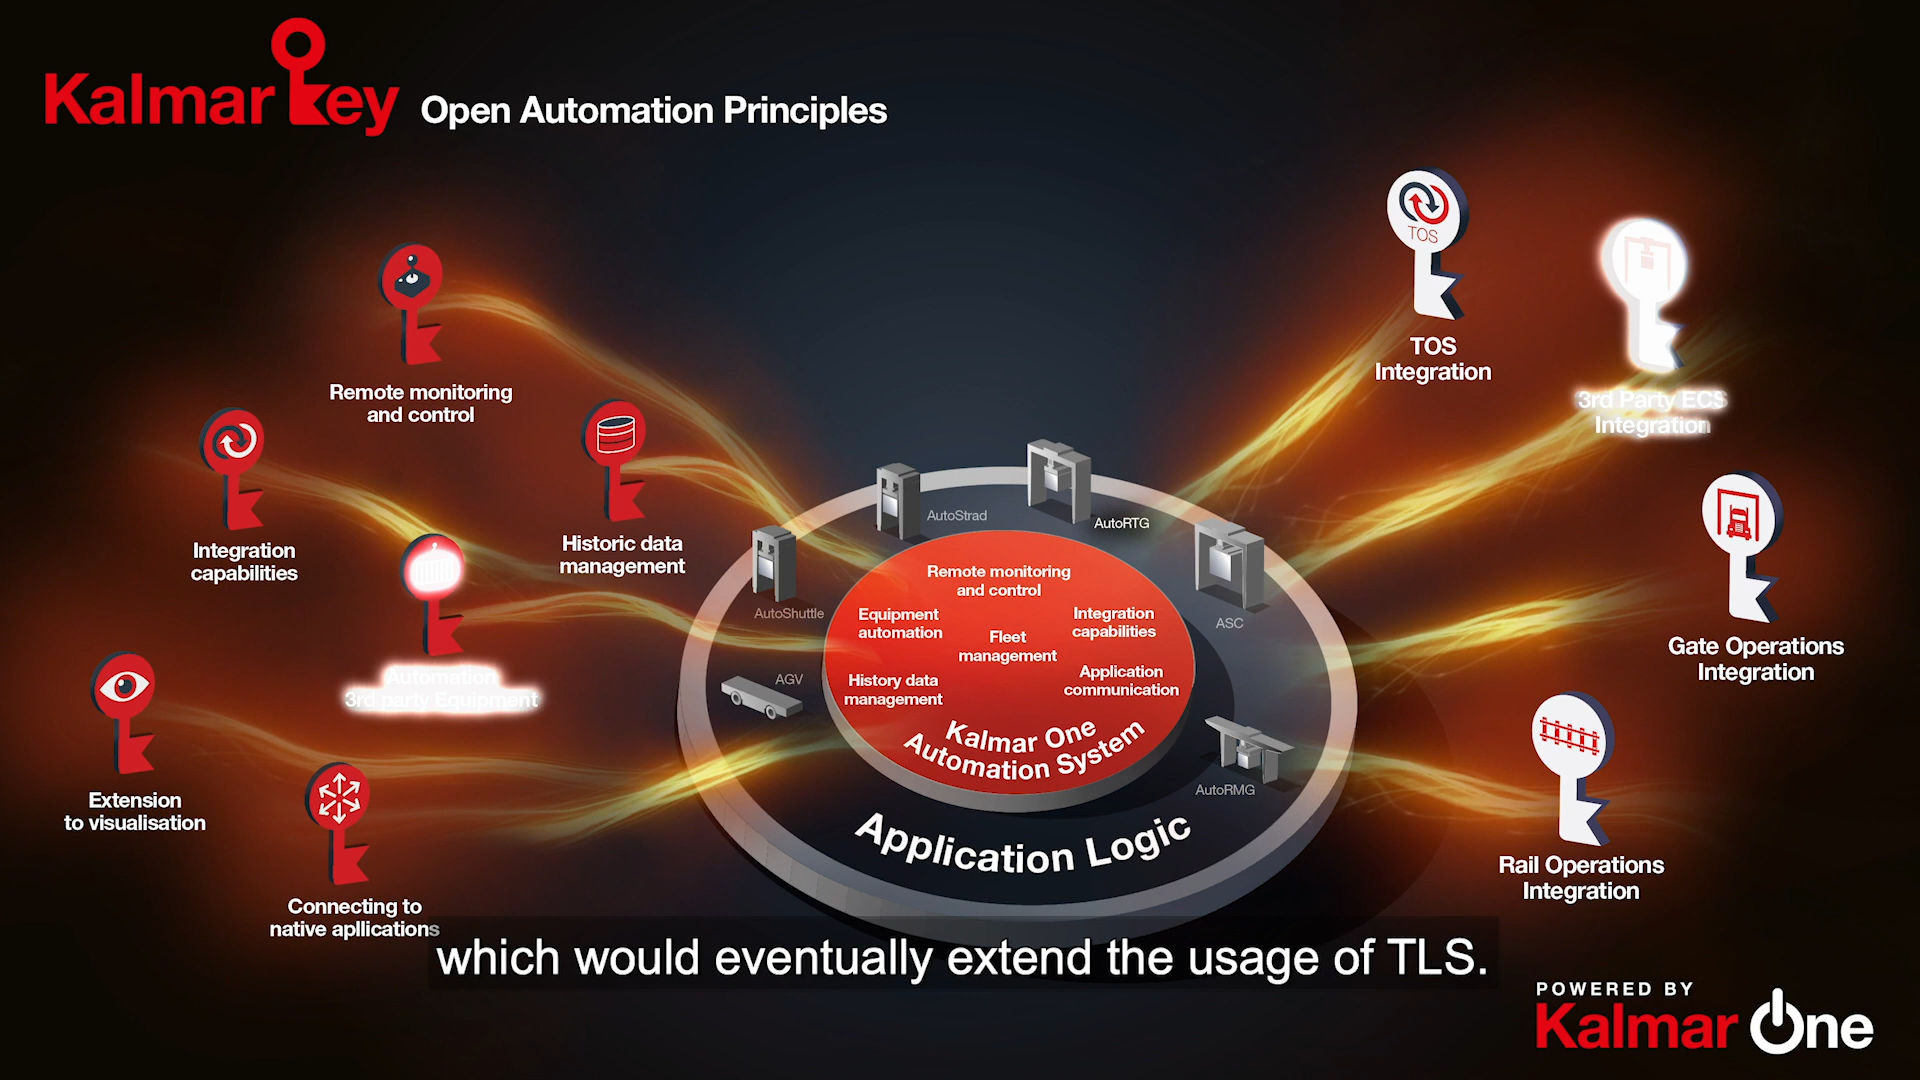 Kalmar key Open Automation Principles
TOS
TOS
Integration
3rd Party ECS
Integration
Remote monitoring
and control
Integration
capabilities
Historic data
management
Automation
3rd party Equipment
Extension
to visualisation
Connecting to
native apllications
Gate Operations
Integration
Rail Operations
Integration
AutoStrad
AutoRTG
AutoShuttle
ASC
AGV
AutoRMG
Remote monitoring
and control
Equipment
automation
Integration
capabilities
Fleet
management
History data
management
Application
communication
Kalmar One
Automation System
Application Logic
which would eventually extend the usage of TLS.
POWERED BY
Kalmar One